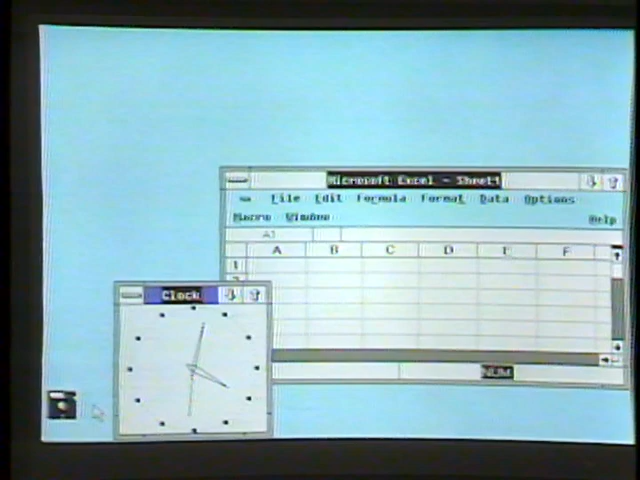 Microsoft Excel - Sheet1
File Edit Formula Format Data Options
Macro Window Help
A1
A B C D E F
1
2
Clock
NUM